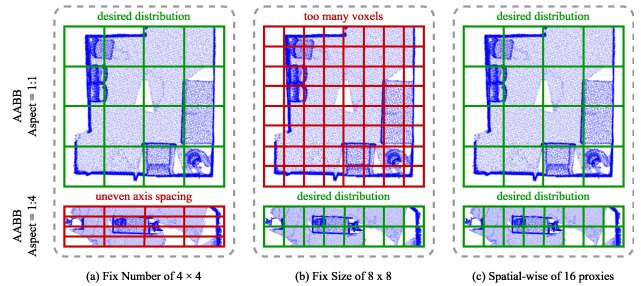 desired distribution
too many voxels
desired distribution
AABB
Aspect = 1:1
uneven axis spacing
desired distribution
desired distribution
AABB
Aspect = 1:4
(a) Fix Number of 4 × 4
(b) Fix Size of 8 x 8
(c) Spatial-wise of 16 proxies